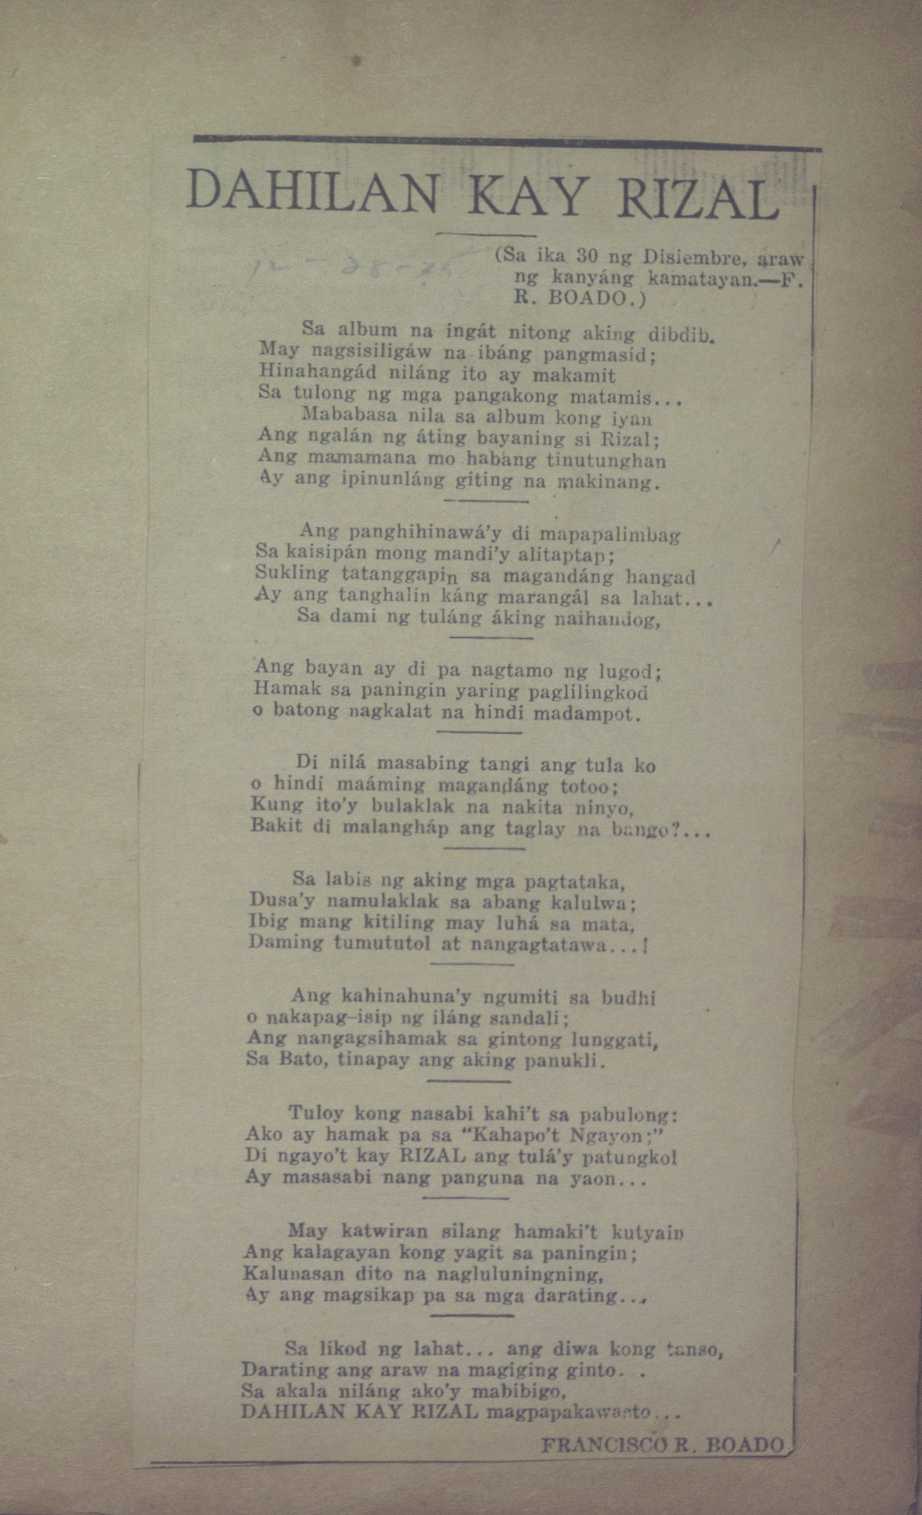 DAHILAN KAY RIZAL
(Sa ika 30 ng Disiembre, araw
ng kanyáng kamatayan.—F.
R. BOADO.)
Sa album na ingát nitong aking dibdib.
May nagsisiligáw na ibáng pangmasid;
Hinahangád niláng ito ay makamit
Sa tulong ng mga pangakong matamis...
Mababasa nila sa album kong iyan
Ang ngalán ng áting bayaning si Rizal;
Ang mamamana mo habang tinutunghan
Ay ang ipinunláng giting na makinang.
Ang panghihinawá'y di mapapalimbag
Sa kaisipán mong mandi'y alitaptap;
Sukling tatanggapin sa magandáng hangad
Ay ang tanghalin káng marangál sa lahat...
Sa dami ng tuláng áking naihandog,
Ang bayan ay di pa nagtamo ng lugod;
Hamak sa paningin yaring paglilingkod
o batong nagkalat na hindi madampot.
Di nilá masabing tangi ang tula ko
o hindi maáming magandáng totoo;
Kung ito'y bulaklak na nakita ninyo,
Bakit di malangháp ang taglay na bango?...
Sa labis ng aking mga pagtataka,
Dusa'y namulaklak sa abang kalulwa;
Ibig mang kitiling may luhá sa mata,
Daming tumututol at nangagtatawa...!
Ang kahinahuna'y ngumiti sa budhi
o nakapag-isip ng iláng sandali;
Ang nangagsihamak sa gintong lunggati,
Sa Bato, tinapay ang aking panukli.
Tuloy kong nasabi kahi't sa pabulong:
Ako ay hamak pa sa "Kahapo't Ngayon;"
Di ngayo't kay RIZAL ang tulá'y patungkol
Ay masasabi nang panguna na yaon...
May katwiran silang hamaki't kutyain
Ang kalagayan kong yagit sa paningin;
Kalunasan dito na nagluluningning,
Ay ang magsikap pa sa mga darating...
Sa likod ng lahat... ang diwa kong tanso,
Darating ang araw na magiging ginto. .
Sa akala niláng ako'y mabibigo,
DAHILAN KAY RIZAL magpapakawasto...
FRANCISCO R. BOADO